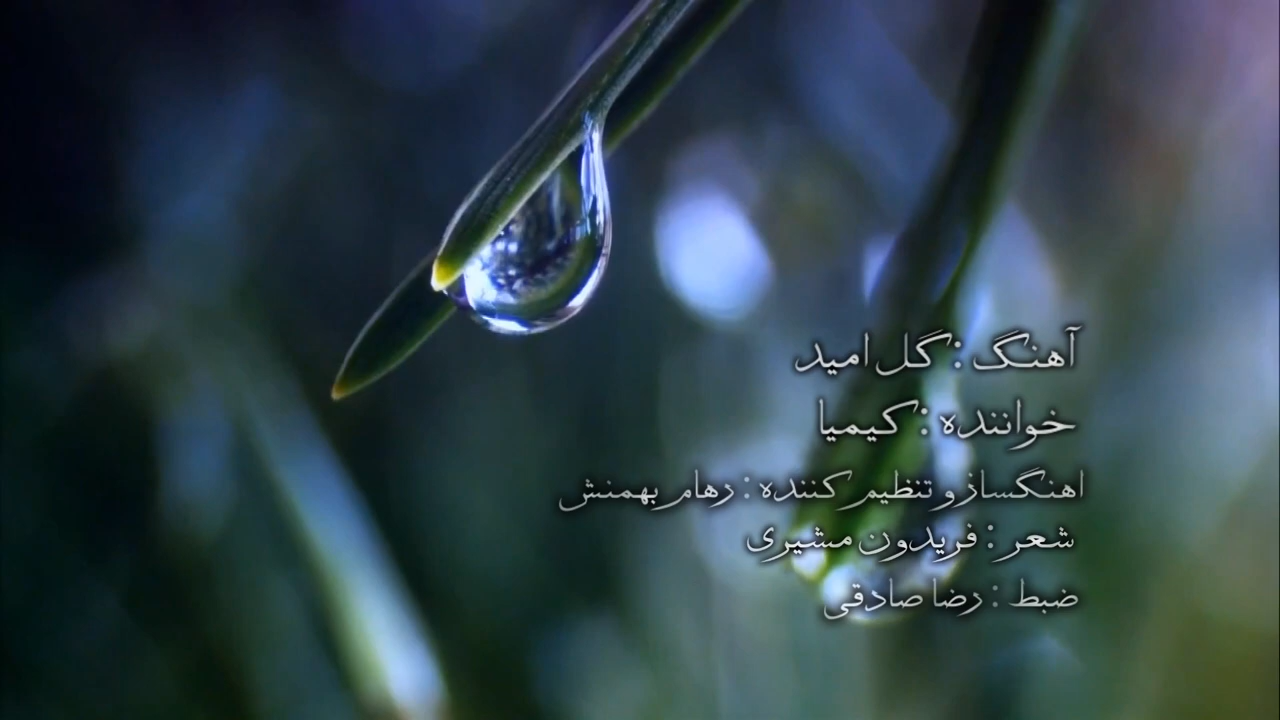 آهنگ : گل امید
خواننده : کیمیا
اهنگساز و تنظیم کننده : رهام بهمنش
شعر : فریدون مشیری
ضبط : رضا صادقی